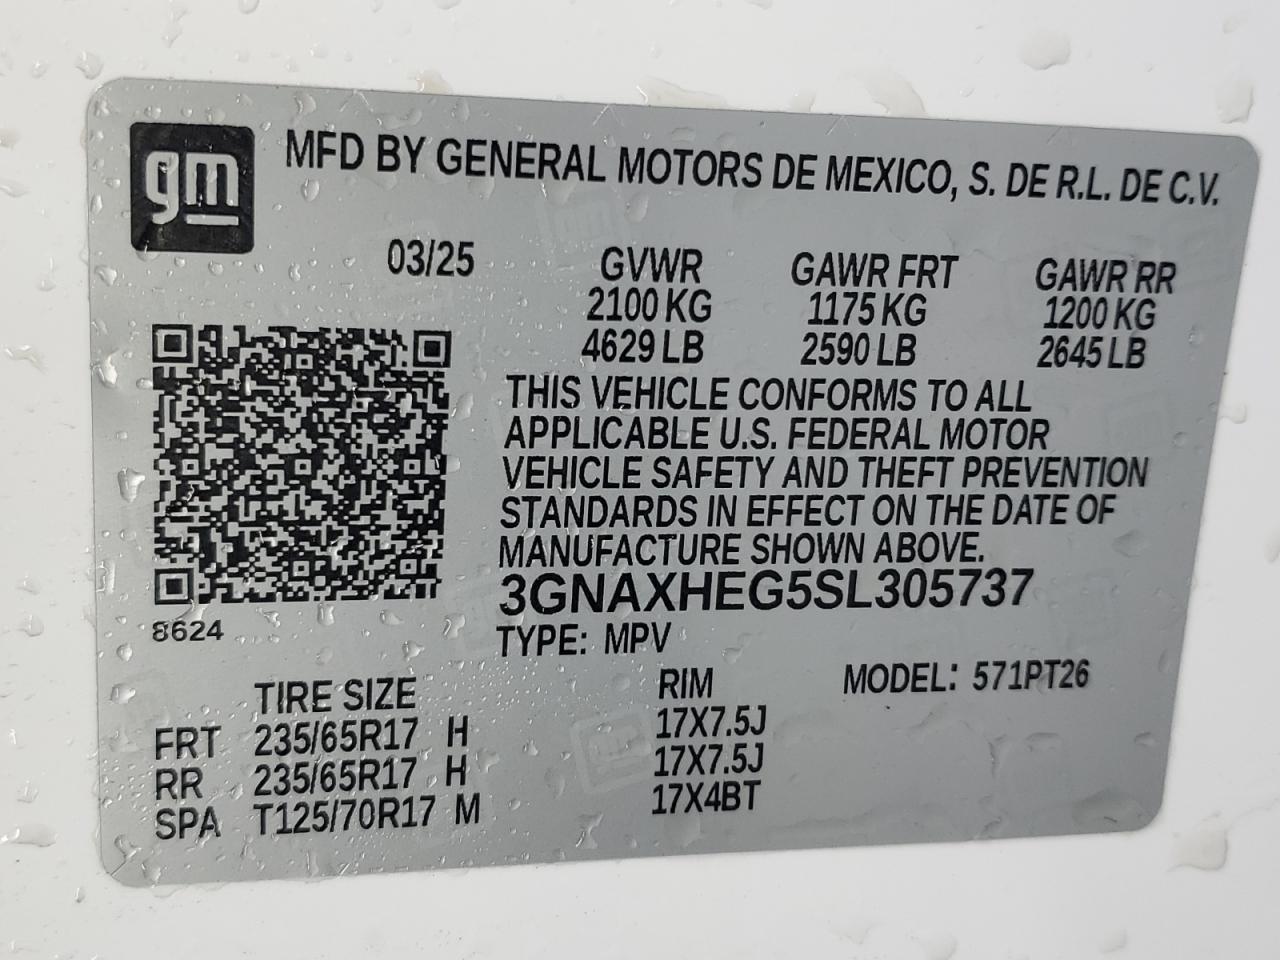 gm
MFD BY GENERAL MOTORS DE MEXICO, S. DE R.L. DE C.V.
03/25 GVWR GAWR FRT GAWR RR
2100 KG 1175 KG 1200 KG
4629 LB 2590 LB 2645 LB
THIS VEHICLE CONFORMS TO ALL
APPLICABLE U.S. FEDERAL MOTOR
VEHICLE SAFETY AND THEFT PREVENTION
STANDARDS IN EFFECT ON THE DATE OF
MANUFACTURE SHOWN ABOVE.
3GNAXHEG5SL305737
8624 TYPE: MPV
TIRE SIZE RIM MODEL: 571PT26
FRT 235/65R17 H 17X7.5J
RR 235/65R17 H 17X7.5J
SPA T125/70R17 M 17X4BT